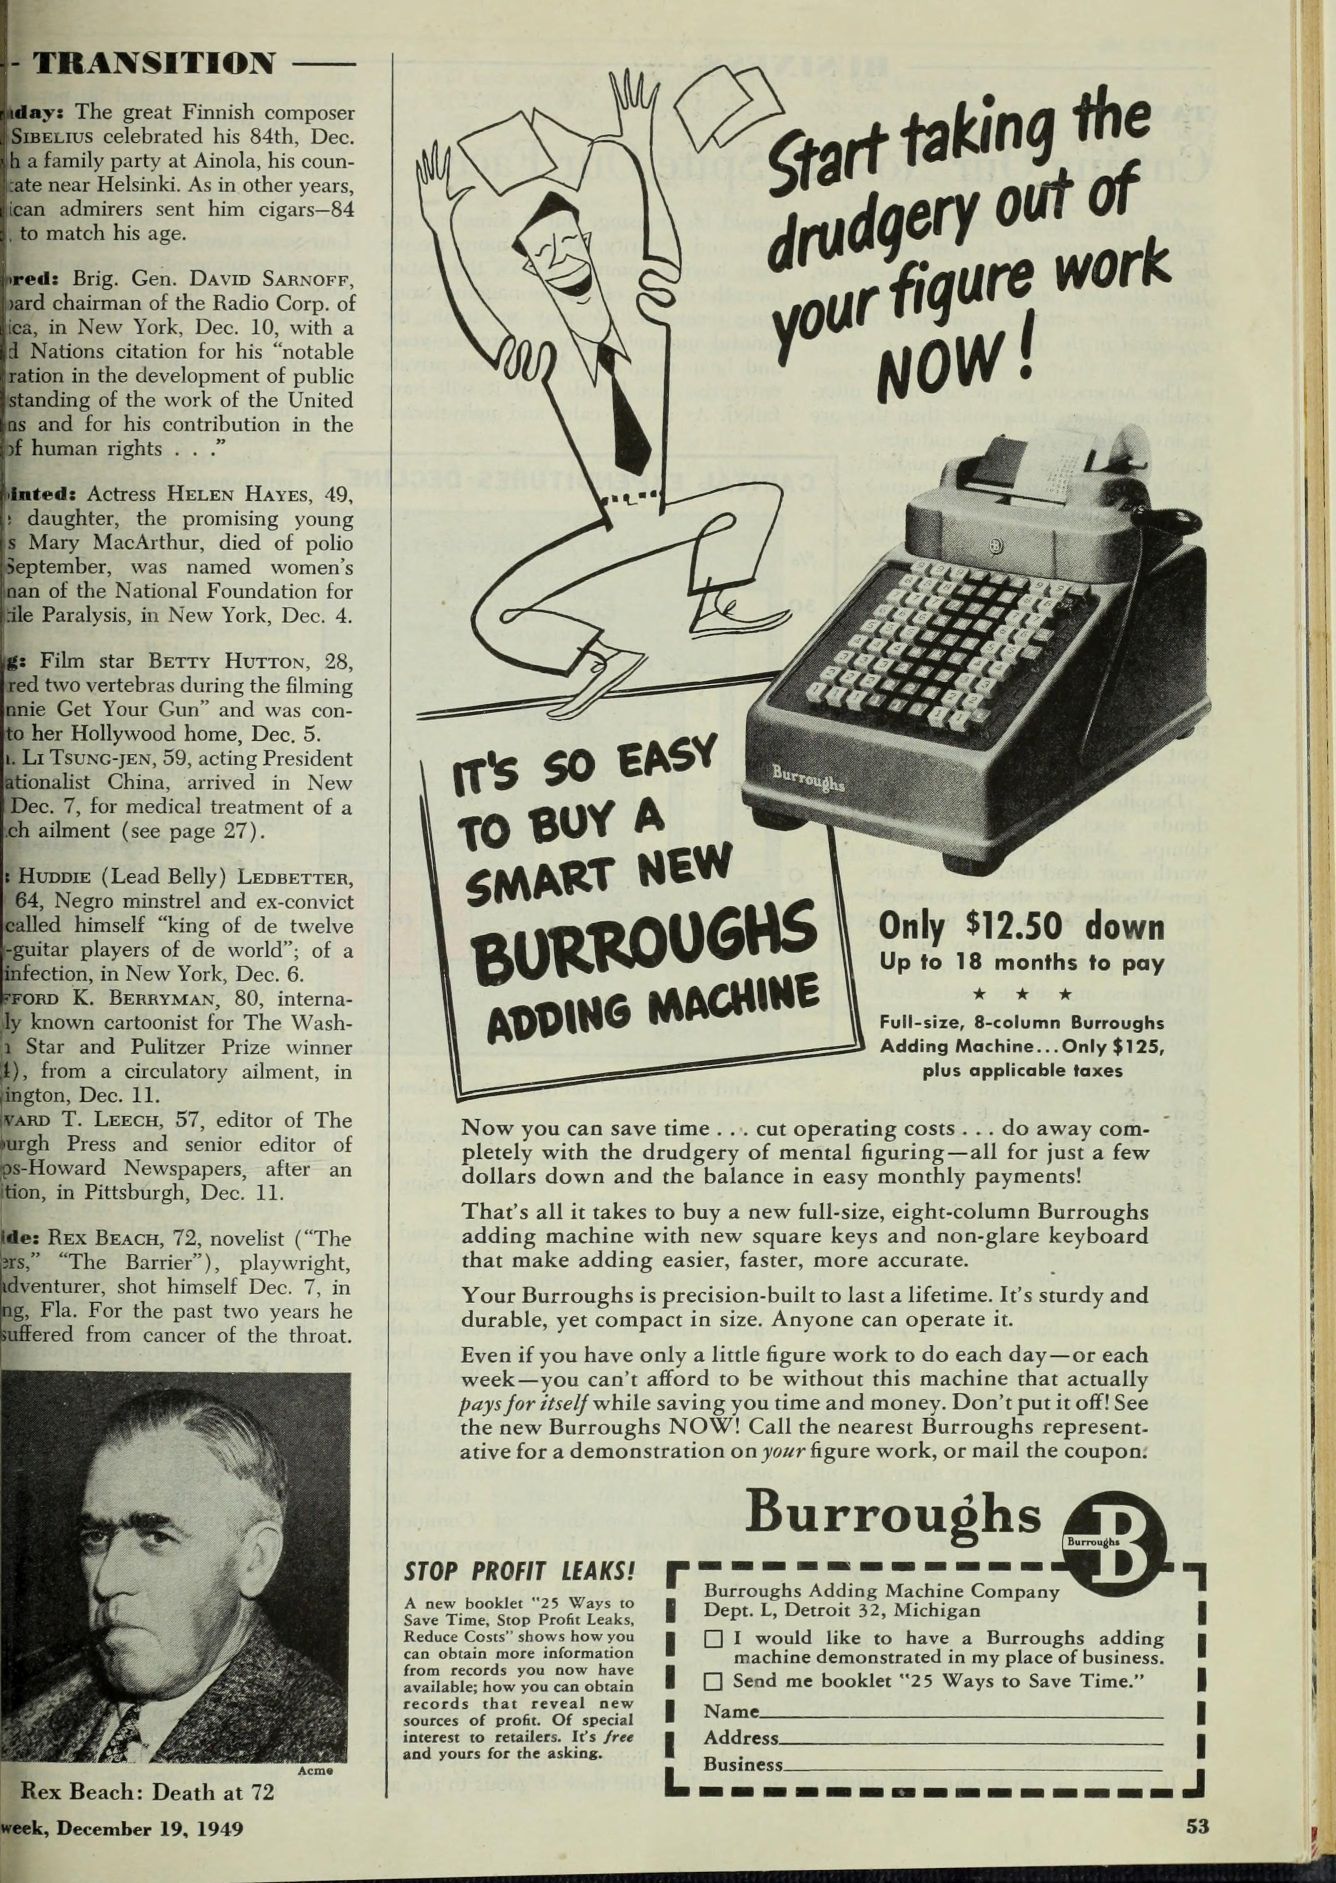 TRANSITION
The great Finnish composer
SIBELIUS celebrated his 84th, Dec.
a family party at Ainola, his coun-
near Helsinki. As in other years,
admirers sent him cigars—84
to match his age.
Brig. Gen. DAVID SARNOFF,
chairman of the Radio Corp. of
in New York, Dec. 10, with a
Nations citation for his “notable
in the development of public
standing of the work of the United
and for his contribution in the
of human rights . . .”
Actress HELEN HAYES, 49,
daughter, the promising young
Mary MacArthur, died of polio
September, was named women’s
of the National Foundation for
Paralysis, in New York, Dec. 4.
Film star BETTY HUTTON, 28,
two vertebras during the filming
Get Your Gun” and was con-
to her Hollywood home, Dec. 5.
LI TSUNG-JEN, 59, acting President
China, arrived in New
Dec. 7, for medical treatment of a
ailment (see page 27).
HUDDIE (Lead Belly) LEDBETTER,
64, Negro minstrel and ex-convict
called himself “king of de twelve
-guitar players of de world”; of a
infection, in New York, Dec. 6.
K. BERRYMAN, 80, interna-
known cartoonist for The Wash-
Star and Pulitzer Prize winner
from a circulatory ailment, in
Dec. 11.
T. LEECH, 57, editor of The
Press and senior editor of
Newspapers, after an
in Pittsburgh, Dec. 11.
REX BEACH, 72, novelist (“The
“The Barrier”), playwright,
adventurer, shot himself Dec. 7, in
Fla. For the past two years he
suffered from cancer of the throat.
Acme
Rex Beach: Death at 72
week, December 19, 1949
Start taking the
drudgery out of
your figure work
NOW!
Burroughs
IT'S SO EASY
TO BUY A
SMART NEW
BURROUGHS
ADDING MACHINE
Only $12.50 down
Up to 18 months to pay
★ ★ ★
Full-size, 8-column Burroughs
Adding Machine...Only $125,
plus applicable taxes
Now you can save time . . . cut operating costs . . . do away com-
pletely with the drudgery of mental figuring—all for just a few
dollars down and the balance in easy monthly payments!
That's all it takes to buy a new full-size, eight-column Burroughs
adding machine with new square keys and non-glare keyboard
that make adding easier, faster, more accurate.
Your Burroughs is precision-built to last a lifetime. It's sturdy and
durable, yet compact in size. Anyone can operate it.
Even if you have only a little figure work to do each day—or each
week—you can't afford to be without this machine that actually
pays for itself while saving you time and money. Don't put it off! See
the new Burroughs NOW! Call the nearest Burroughs represent-
ative for a demonstration on your figure work, or mail the coupon.
Burroughs
B
Burroughs
STOP PROFIT LEAKS!
A new booklet "25 Ways to
Save Time, Stop Profit Leaks,
Reduce Costs" shows how you
can obtain more information
from records you now have
available; how you can obtain
records that reveal new
sources of profit. Of special
interest to retailers. It's free
and yours for the asking.
Burroughs Adding Machine Company
Dept. L, Detroit 32, Michigan
☐ I would like to have a Burroughs adding
machine demonstrated in my place of business.
☐ Send me booklet "25 Ways to Save Time."
Name
Address
Business
53